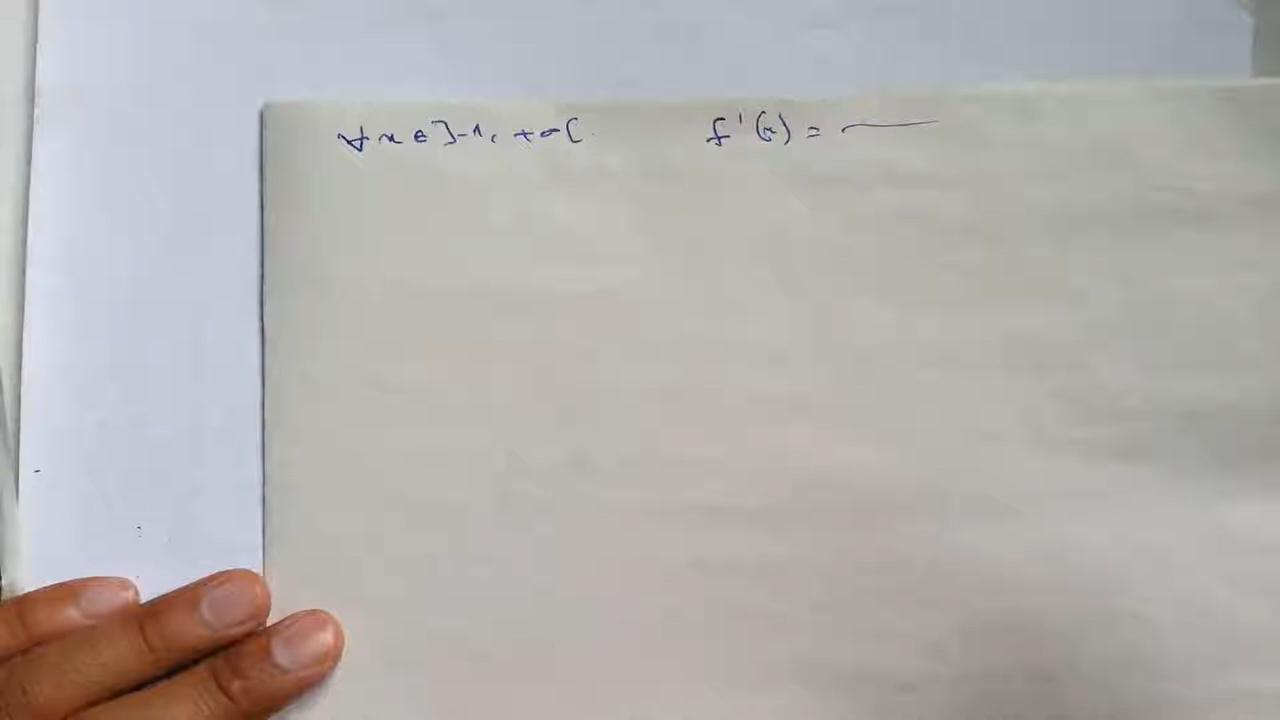 ∀x ∈ ]-1, +∞[ f'(x) =